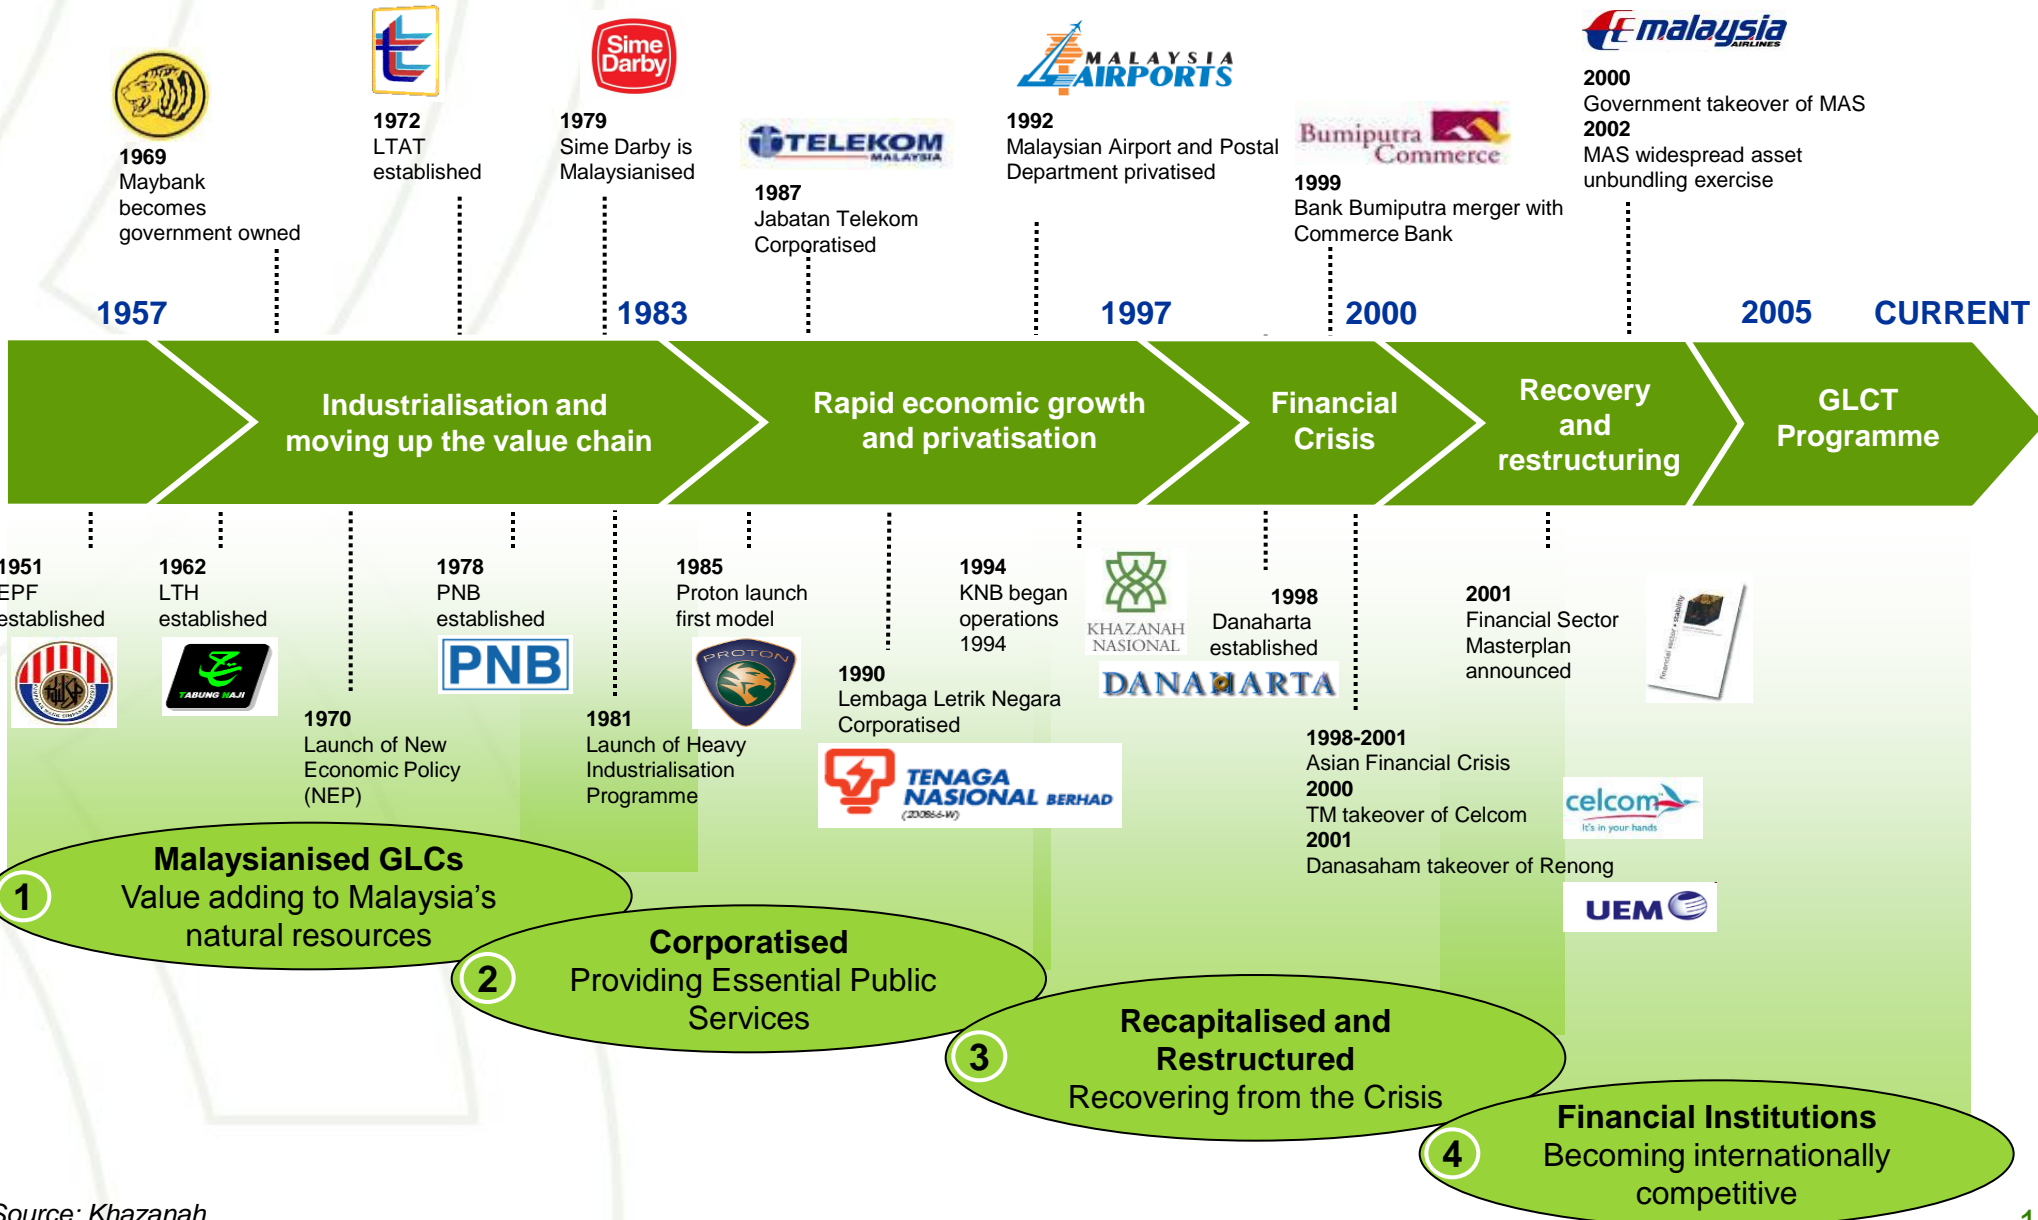 Sime
Darby
MALAYSIA
AIRPORTS
malaysia
AIRLINES
1969
Maybank
becomes
government owned
1972
LTAT
established
1979
Sime Darby is
Malaysianised
TELEKOM
MALAYSIA
1987
Jabatan Telekom
Corporatised
1992
Malaysian Airport and Postal
Department privatised
Bumiputra
Commerce
1999
Bank Bumiputra merger with
Commerce Bank
2000
Government takeover of MAS
2002
MAS widespread asset
unbundling exercise
1957
1983
1997
2000
2005
CURRENT
Industrialisation and
moving up the value chain
Rapid economic growth
and privatisation
Financial
Crisis
Recovery
and
restructuring
GLCT
Programme
1951
EPF
established
1962
LTH
established
TABUNG HAJI
1970
Launch of New
Economic Policy
(NEP)
1978
PNB
established
PNB
1981
Launch of Heavy
Industrialisation
Programme
1985
Proton launch
first model
PROTON
1990
Lembaga Letrik Negara
Corporatised
TENAGA
NASIONAL BERHAD
(200866-W)
1994
KNB began
operations
1994
KHAZANAH
NASIONAL
1998
Danaharta
established
DANAHARTA
1998-2001
Asian Financial Crisis
2000
TM takeover of Celcom
2001
Danasaham takeover of Renong
celcom
It's in your hands
UEM
2001
Financial Sector
Masterplan
announced
financial sector • stability
1
Malaysianised GLCs
Value adding to Malaysia's
natural resources
2
Corporatised
Providing Essential Public
Services
3
Recapitalised and
Restructured
Recovering from the Crisis
4
Financial Institutions
Becoming internationally
competitive
Source: Khazanah
1